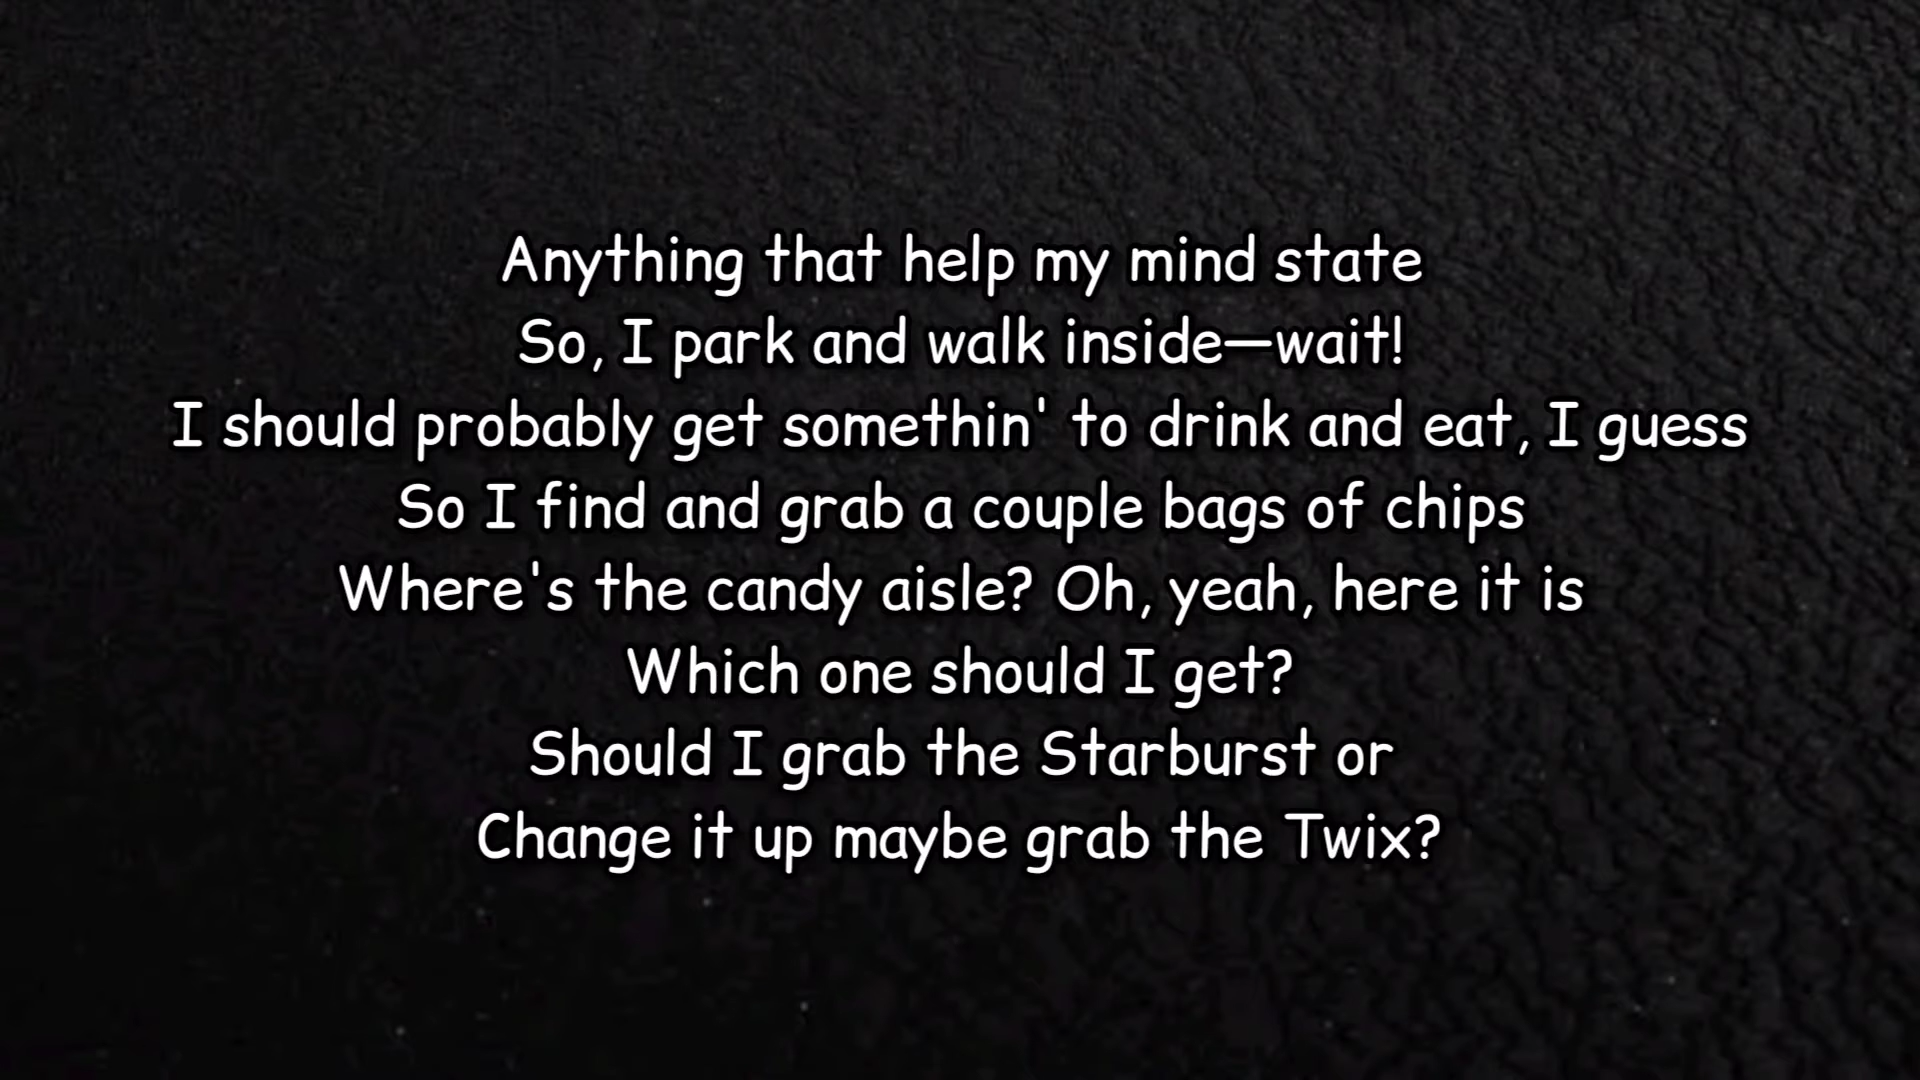 Anything that help my mind state
So, I park and walk inside—wait!
I should probably get somethin' to drink and eat, I guess
So I find and grab a couple bags of chips
Where's the candy aisle? Oh, yeah, here it is
Which one should I get?
Should I grab the Starburst or
Change it up maybe grab the Twix?